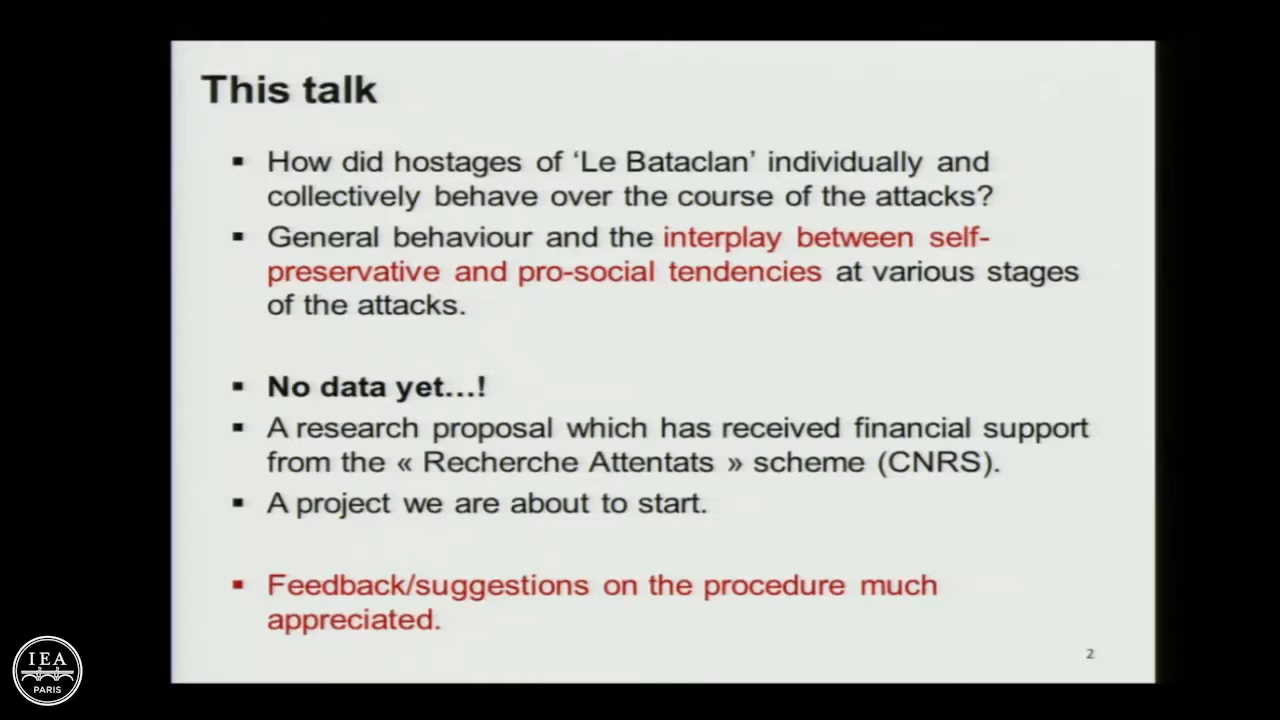 This talk
▪ How did hostages of ‘Le Bataclan’ individually and
collectively behave over the course of the attacks?
▪ General behaviour and the interplay between self-
preservative and pro-social tendencies at various stages
of the attacks.
▪ No data yet…!
▪ A research proposal which has received financial support
from the « Recherche Attentats » scheme (CNRS).
▪ A project we are about to start.
▪ Feedback/suggestions on the procedure much
appreciated.
2
IEA
PARIS